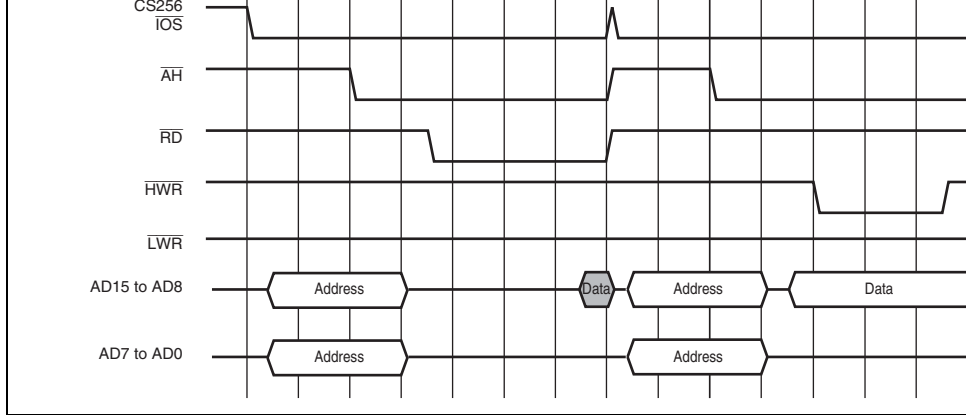 CS256
IOS
AH
RD
HWR
LWR
AD15 to AD8 Address Data Address Data
AD7 to AD0 Address Address